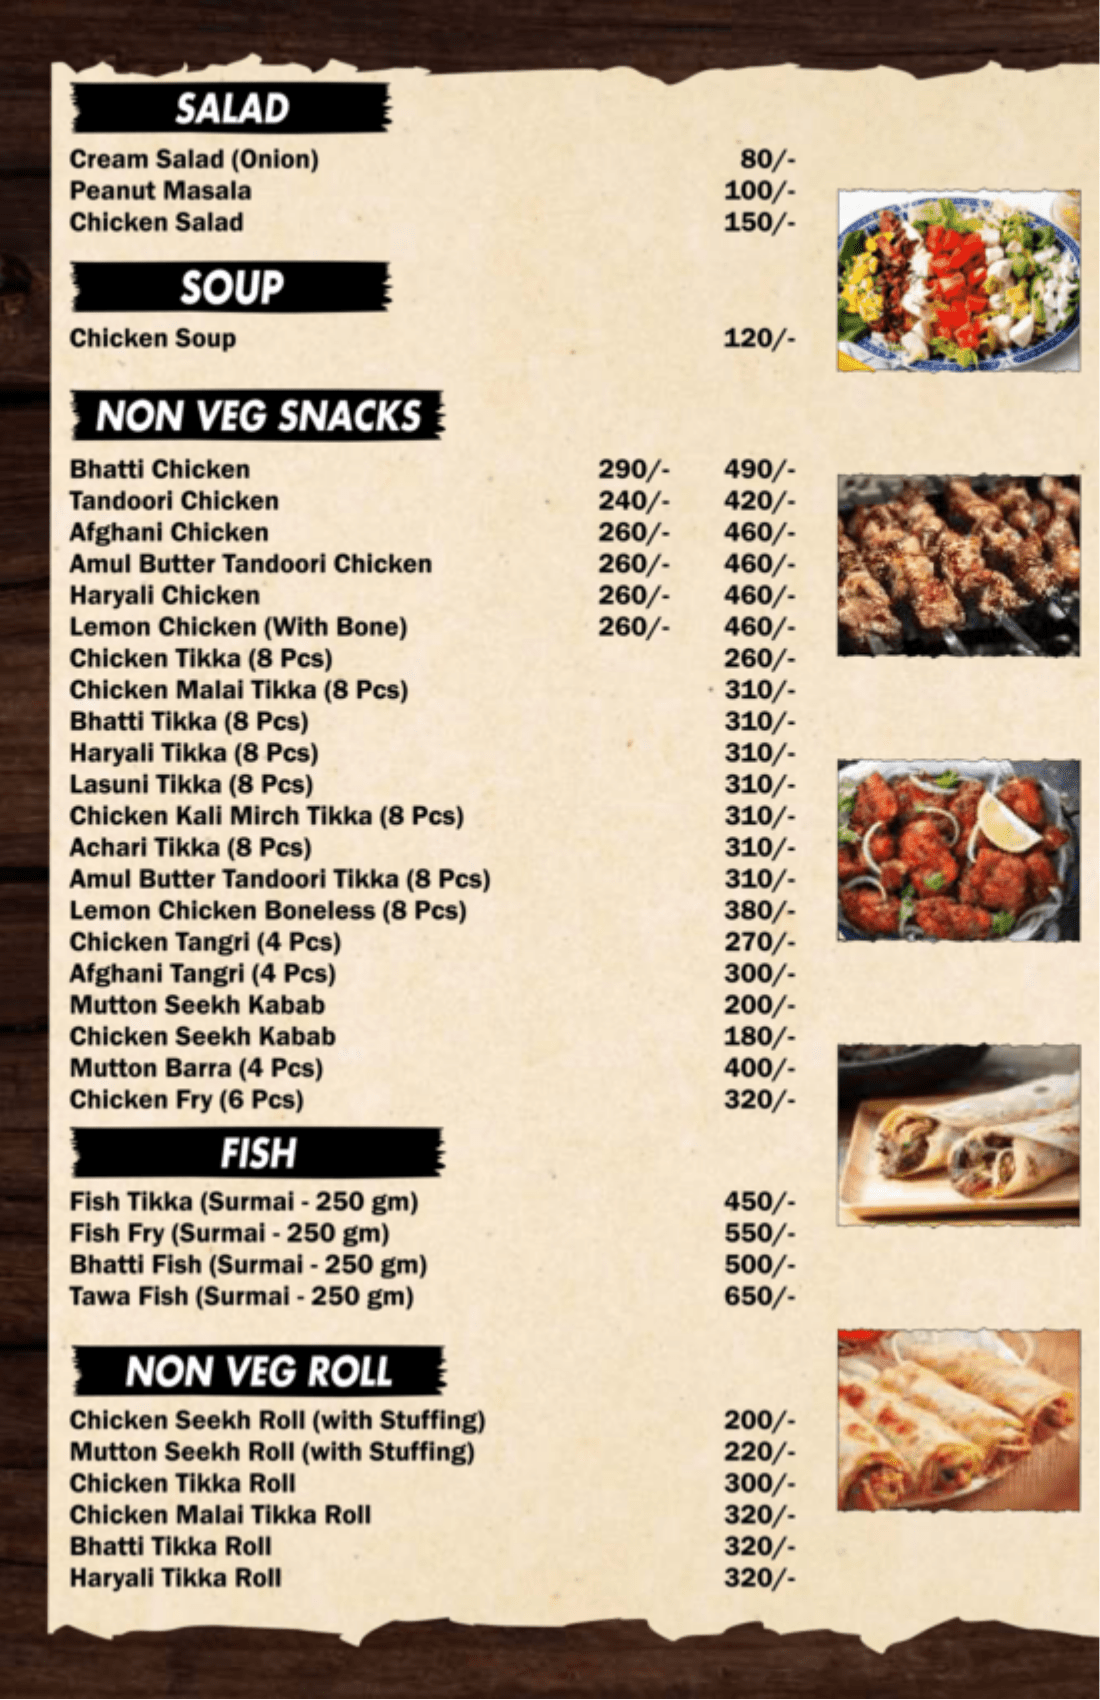 SALAD
Cream Salad (Onion) 80/-
Peanut Masala 100/-
Chicken Salad 150/-
SOUP
Chicken Soup 120/-
NON VEG SNACKS
Bhatti Chicken 290/- 490/-
Tandoori Chicken 240/- 420/-
Afghani Chicken 260/- 460/-
Amul Butter Tandoori Chicken 260/- 460/-
Haryali Chicken 260/- 460/-
Lemon Chicken (With Bone) 260/- 460/-
Chicken Tikka (8 Pcs) 260/-
Chicken Malai Tikka (8 Pcs) 310/-
Bhatti Tikka (8 Pcs) 310/-
Haryali Tikka (8 Pcs) 310/-
Lasuni Tikka (8 Pcs) 310/-
Chicken Kali Mirch Tikka (8 Pcs) 310/-
Achari Tikka (8 Pcs) 310/-
Amul Butter Tandoori Tikka (8 Pcs) 310/-
Lemon Chicken Boneless (8 Pcs) 380/-
Chicken Tangri (4 Pcs) 270/-
Afghani Tangri (4 Pcs) 300/-
Mutton Seekh Kabab 200/-
Chicken Seekh Kabab 180/-
Mutton Barra (4 Pcs) 400/-
Chicken Fry (6 Pcs) 320/-
FISH
Fish Tikka (Surmai - 250 gm) 450/-
Fish Fry (Surmai - 250 gm) 550/-
Bhatti Fish (Surmai - 250 gm) 500/-
Tawa Fish (Surmai - 250 gm) 650/-
NON VEG ROLL
Chicken Seekh Roll (with Stuffing) 200/-
Mutton Seekh Roll (with Stuffing) 220/-
Chicken Tikka Roll 300/-
Chicken Malai Tikka Roll 320/-
Bhatti Tikka Roll 320/-
Haryali Tikka Roll 320/-